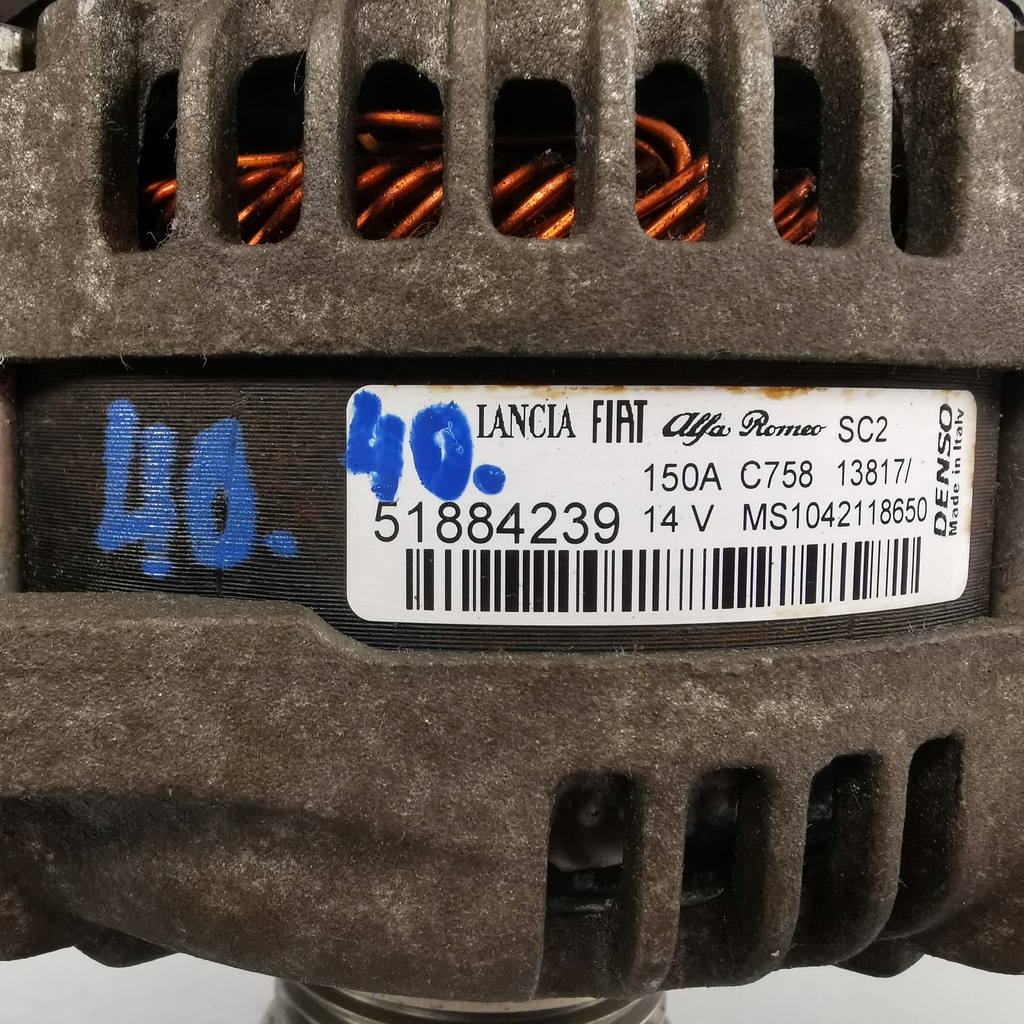 40.
40. LANCIA FIAT Alfa Romeo SC2
150A C758 13817/
51884239 14 V MS1042118650
DENSO
Made in Italy